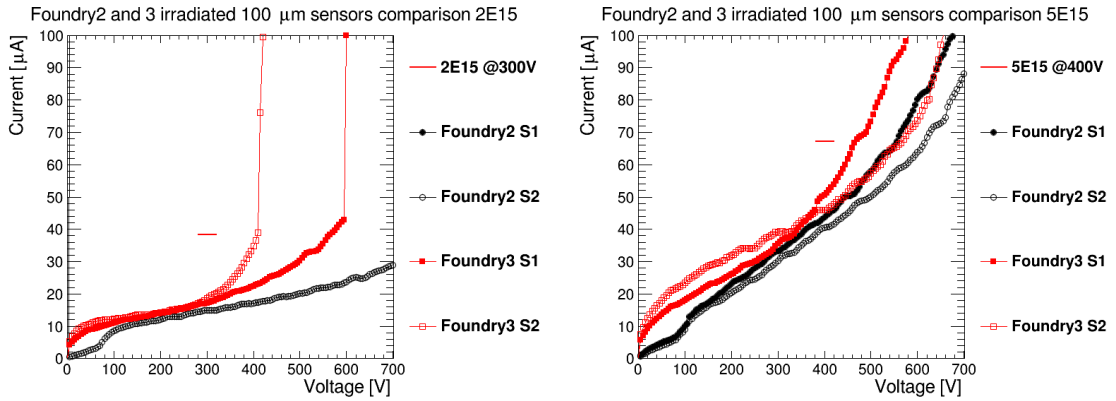 Foundry2 and 3 irradiated 100 μm sensors comparison 2E15
Current [μA]
100
90
80
70
60
50
40
30
20
10
0
0 100 200 300 400 500 600 700
Voltage [V]
2E15 @300V
Foundry2 S1
Foundry2 S2
Foundry3 S1
Foundry3 S2
Foundry2 and 3 irradiated 100 μm sensors comparison 5E15
Current [μA]
100
90
80
70
60
50
40
30
20
10
0
0 100 200 300 400 500 600 700
Voltage [V]
5E15 @400V
Foundry2 S1
Foundry2 S2
Foundry3 S1
Foundry3 S2